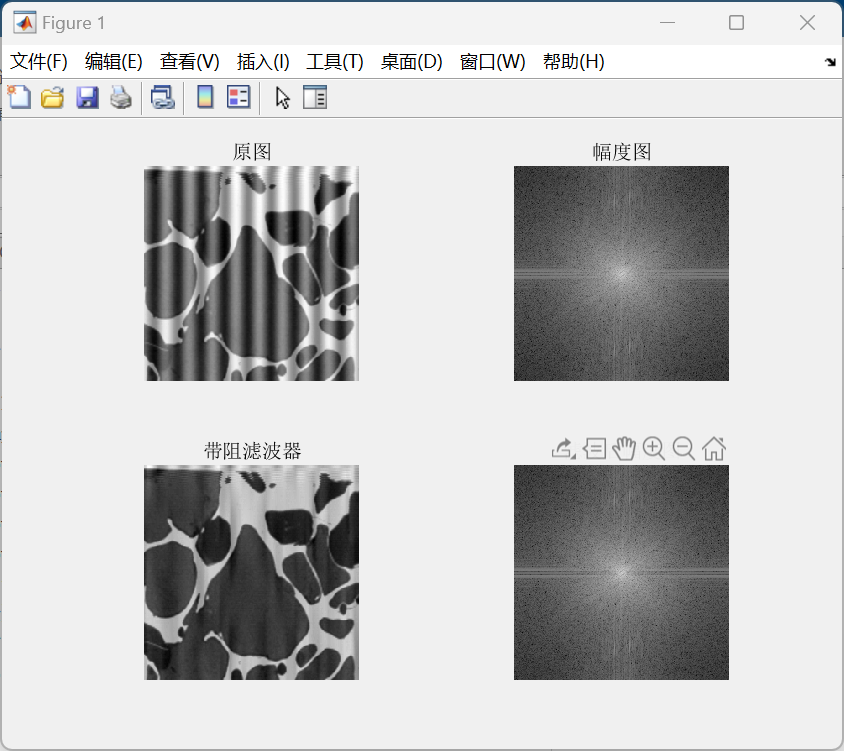 Figure 1
文件(F) 编辑(E) 查看(V) 插入(I) 工具(T) 桌面(D) 窗口(W) 帮助(H)
原图
幅度图
带阻滤波器